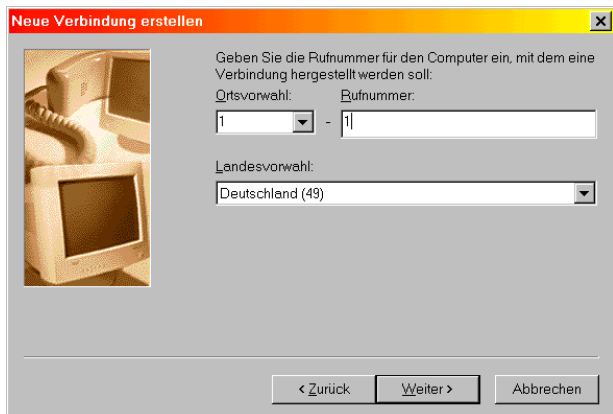 Neue Verbindung erstellen
Geben Sie die Rufnummer für den Computer ein, mit dem eine
Verbindung hergestellt werden soll:
Ortsvorwahl: Rufnummer:
1 - 1
Landesvorwahl:
Deutschland (49)
< Zurück Weiter > Abbrechen